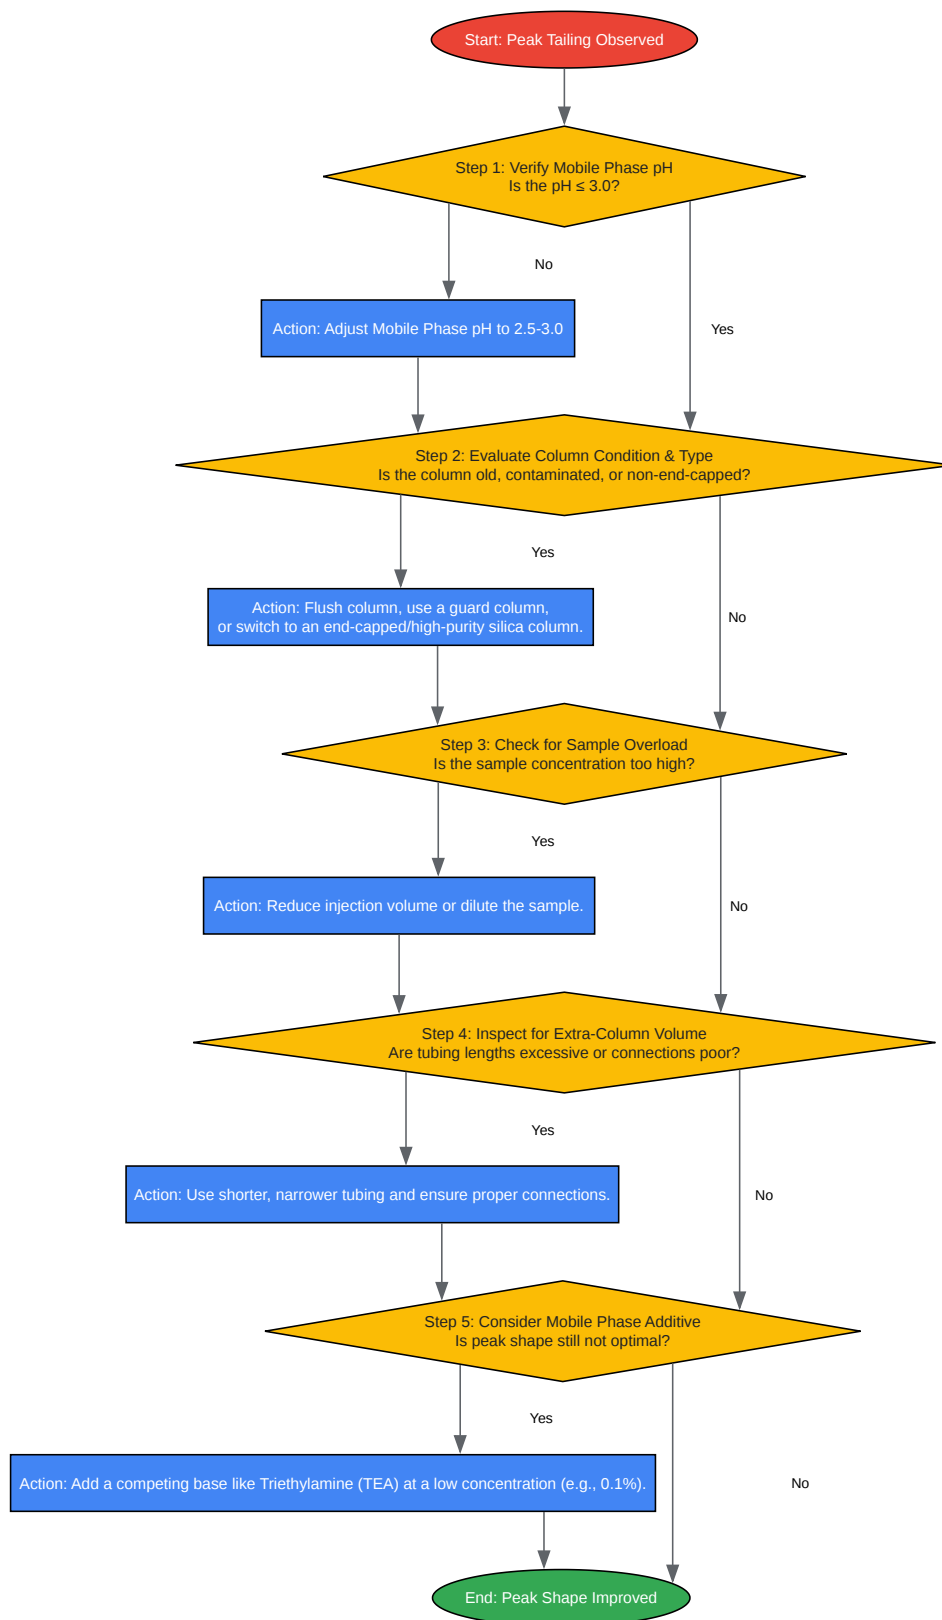 Start: Peak Tailing Observed
Step 1: Verify Mobile Phase pH
Is the pH ≤ 3.0?
No
Action: Adjust Mobile Phase pH to 2.5-3.0
Yes
Step 2: Evaluate Column Condition & Type
Is the column old, contaminated, or non-end-capped?
Yes
Action: Flush column, use a guard column,
or switch to an end-capped/high-purity silica column.
No
Step 3: Check for Sample Overload
Is the sample concentration too high?
Yes
Action: Reduce injection volume or dilute the sample.
No
Step 4: Inspect for Extra-Column Volume
Are tubing lengths excessive or connections poor?
Yes
Action: Use shorter, narrower tubing and ensure proper connections.
No
Step 5: Consider Mobile Phase Additive
Is peak shape still not optimal?
Yes
Action: Add a competing base like Triethylamine (TEA) at a low concentration (e.g., 0.1%).
No
End: Peak Shape Improved